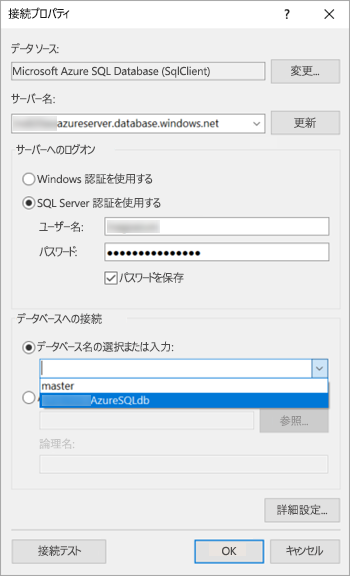 接続プロパティ ? ×
データ ソース:
Microsoft Azure SQL Database (SqlClient) 変更...
サーバー名:
azureserver.database.windows.net 更新
サーバーへのログオン
Windows 認証を使用する
SQL Server 認証を使用する
ユーザー名:
パスワード: ●●●●●●●●●●●●●●●
パスワードを保存
データベースへの接続
データベース名の選択または入力:
master
AzureSQLdb
参照...
論理名:
詳細設定...
接続テスト OK キャンセル